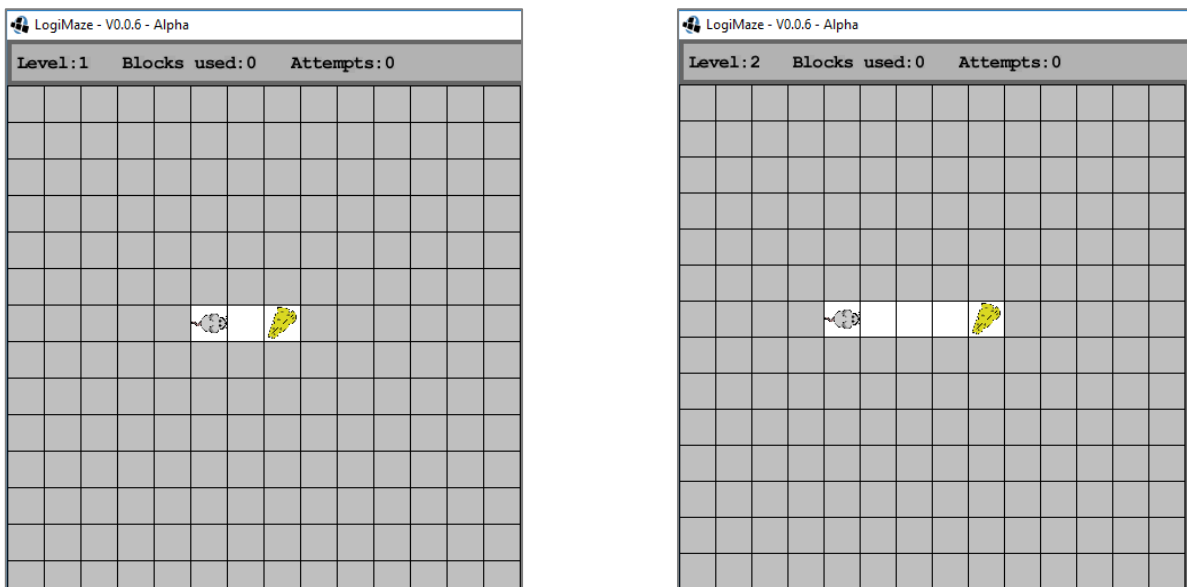 LogiMaze - V0.0.6 - Alpha
Level:1 Blocks used:0 Attempts:0
LogiMaze - V0.0.6 - Alpha
Level:2 Blocks used:0 Attempts:0